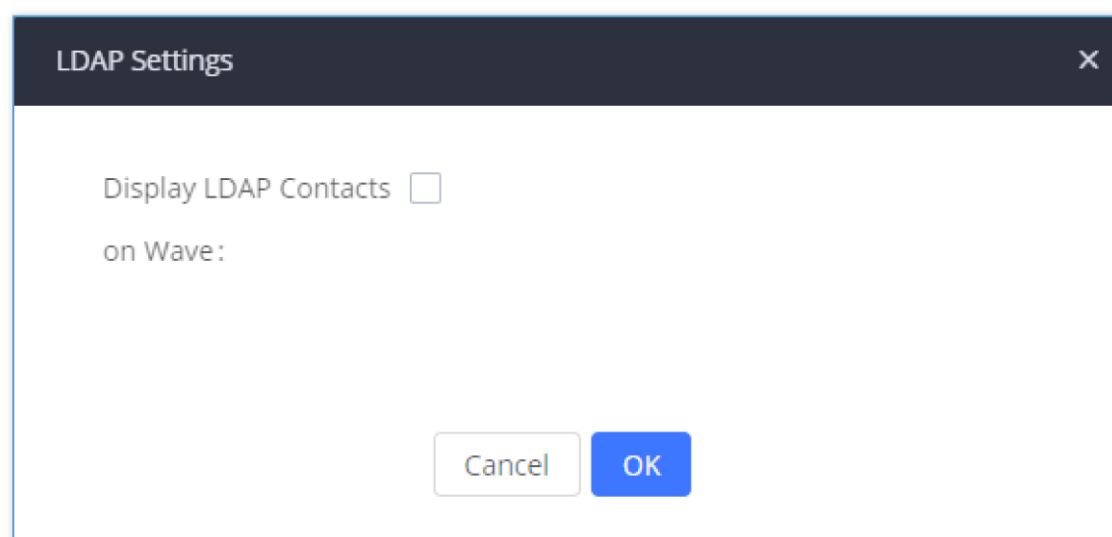 LDAP Settings
Display LDAP Contacts
on Wave:
Cancel OK